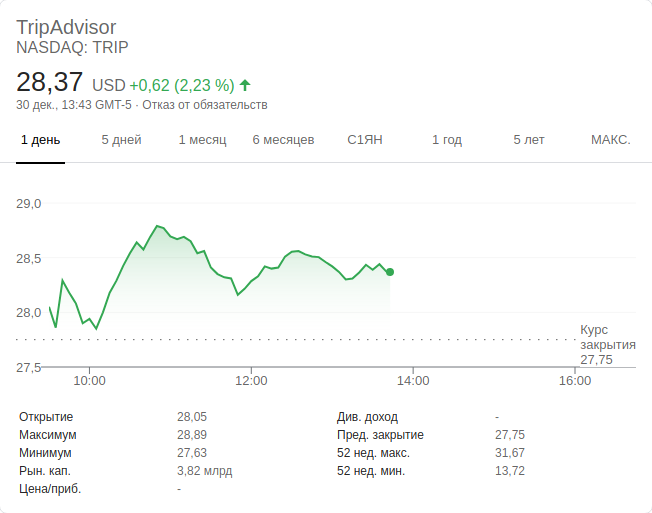 TripAdvisor
NASDAQ: TRIP
28,37 USD +0,62 (2,23 %)
30 дек., 13:43 GMT-5 · Отказ от обязательств
1 день 5 дней 1 месяц 6 месяцев С1ЯН 1 год 5 лет МАКС.
29,0
28,5
28,0
27,5
Курс
закрытия
27,75
10:00 12:00 14:00 16:00
Открытие 28,05 Див. доход -
Максимум 28,89 Пред. закрытие 27,75
Минимум 27,63 52 нед. макс. 31,67
Рын. кап. 3,82 млрд 52 нед. мин. 13,72
Цена/приб. -